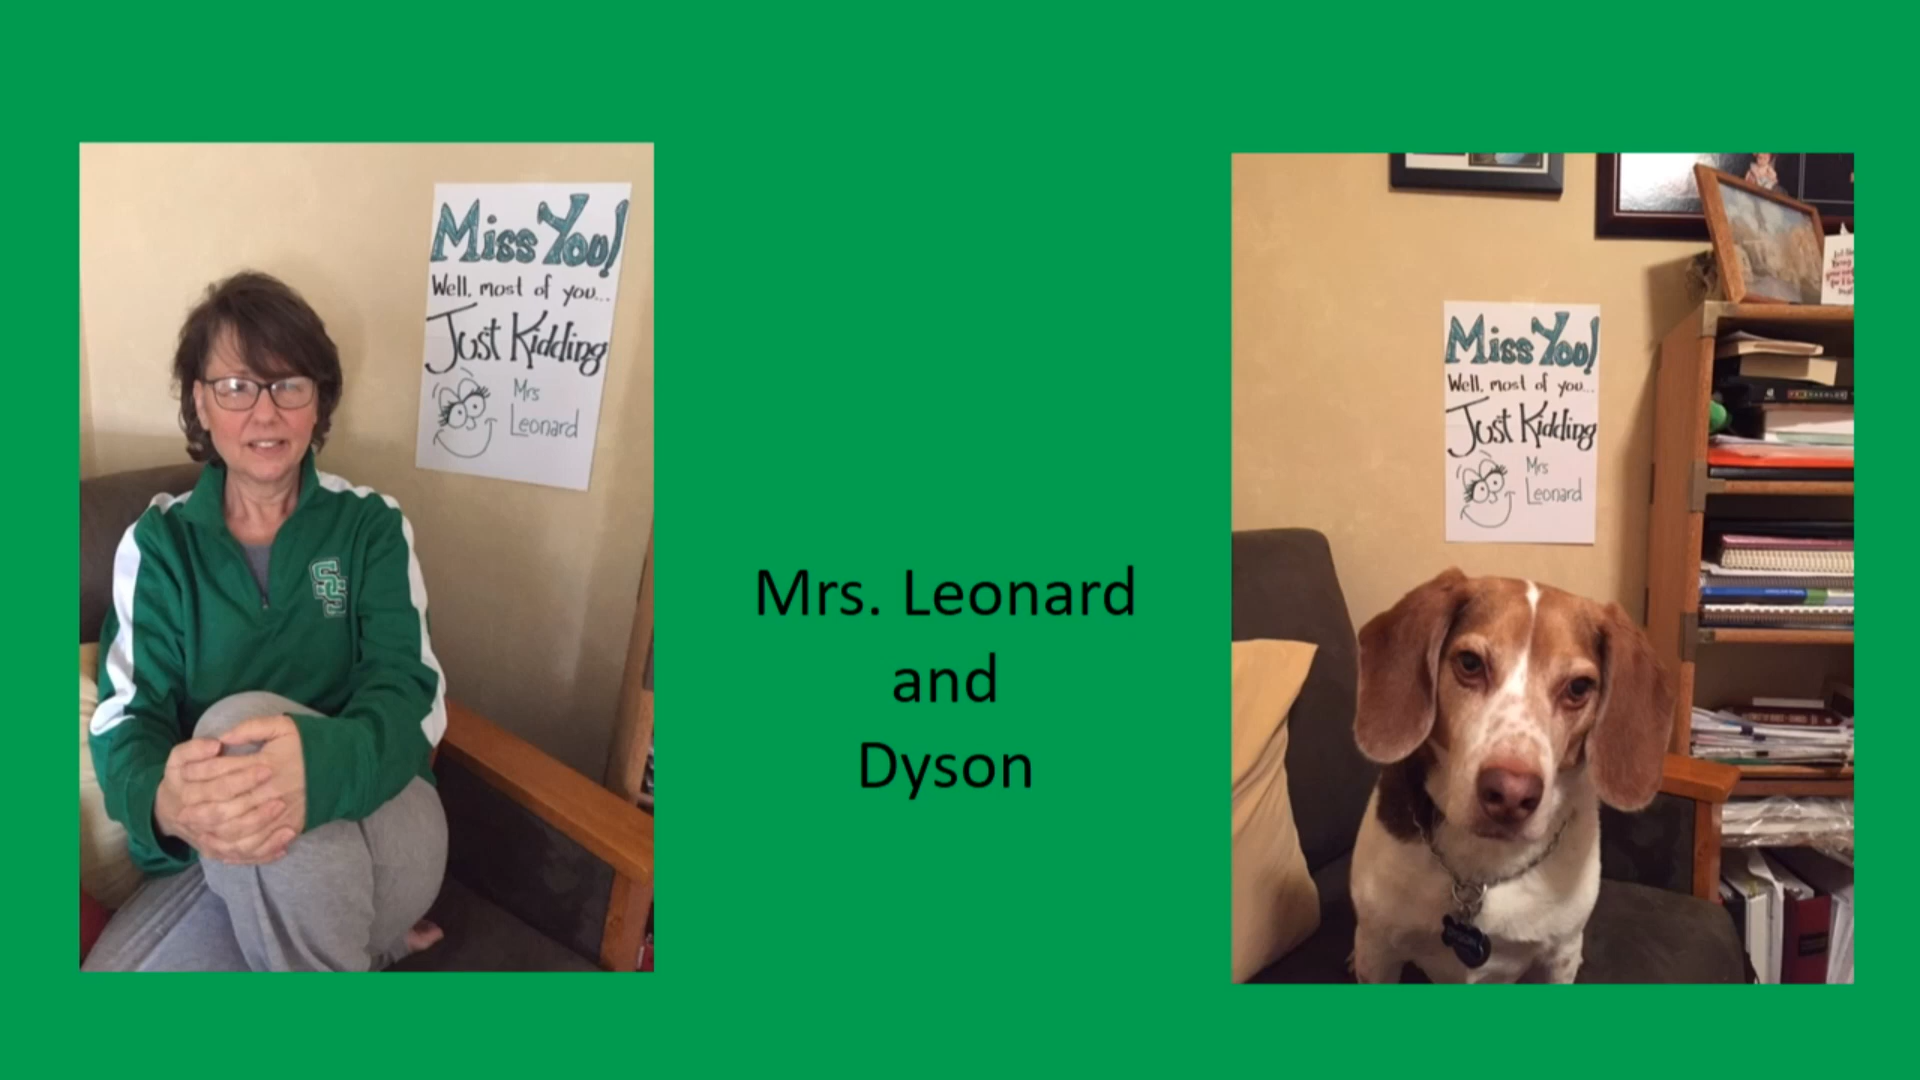 Miss You!
Well, most of you...
Just Kidding
Mrs
Leonard
SC
Mrs. Leonard
and
Dyson
Miss You!
Well, most of you...
Just Kidding
Mrs
Leonard